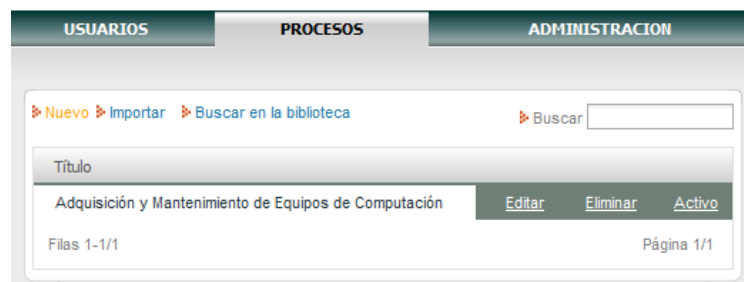 USUARIOS PROCESOS ADMINISTRACION
Nuevo Importar Buscar en la biblioteca Buscar
Título
Adquisición y Mantenimiento de Equipos de Computación Editar Eliminar Activo
Filas 1-1/1 Página 1/1